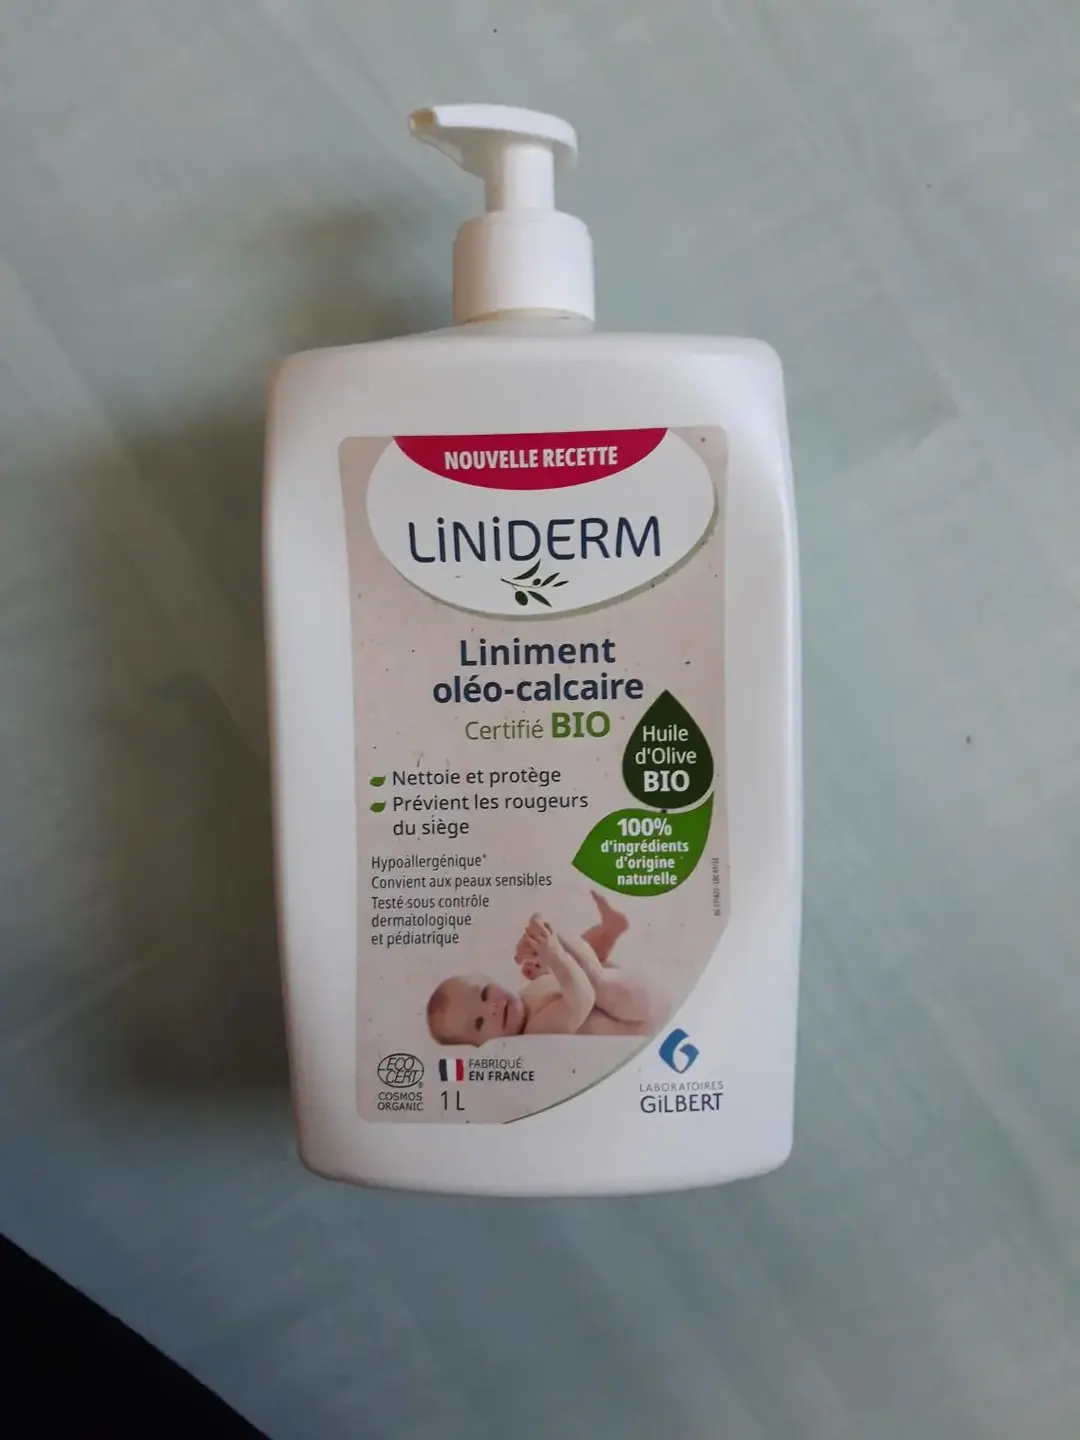 NOUVELLE RECETTE
LiNiDERM
Liniment
oléo-calcaire
Certifié BIO
Huile
d'Olive
BIO
100%
d'ingrédients
d'origine
naturelle
Nettoie et protège
Prévient les rougeurs
du siège
Hypoallergénique*
Convient aux peaux sensibles
Testé sous contrôle
dermatologique
et pédiatrique
ECO
CERT
COSMOS
ORGANIC
FABRIQUÉ
EN FRANCE
1 L
LABORATOIRES
GiLBERT